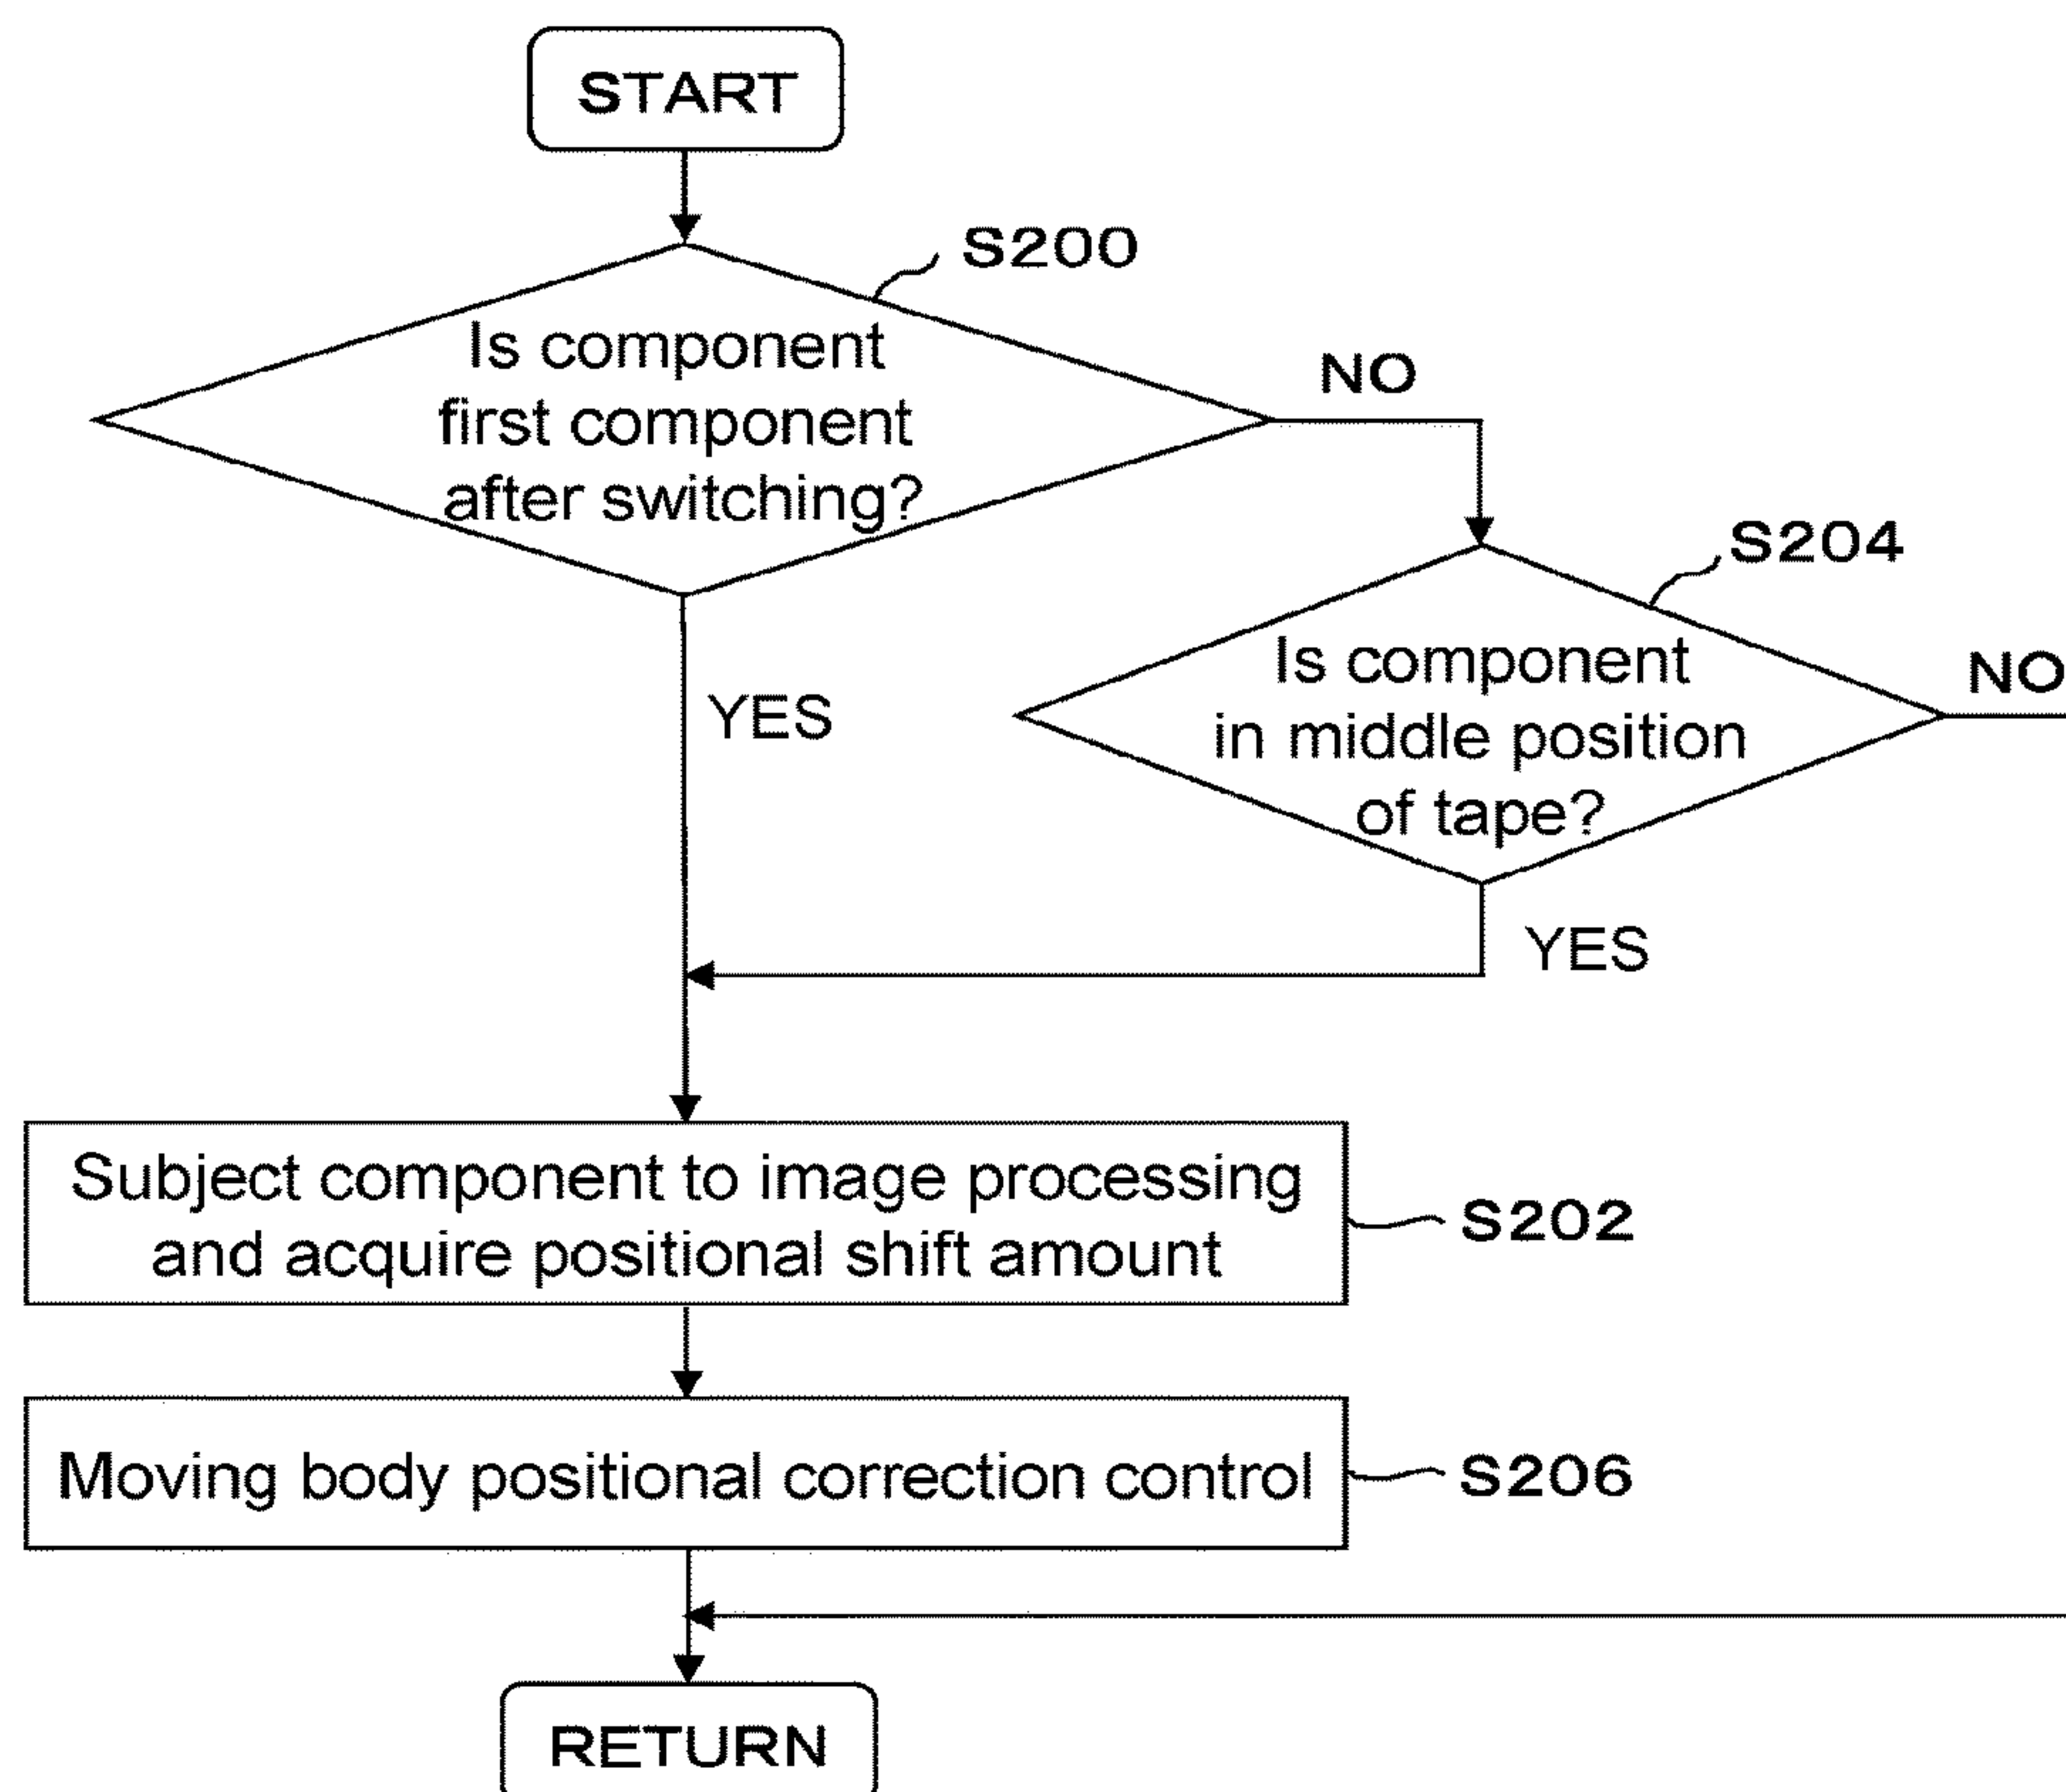 START
S200
Is component
first component
after switching?
NO
S204
Is component
in middle position
of tape?
NO
YES
YES
Subject component to image processing
and acquire positional shift amount
S202
Moving body positional correction control
S206
RETURN